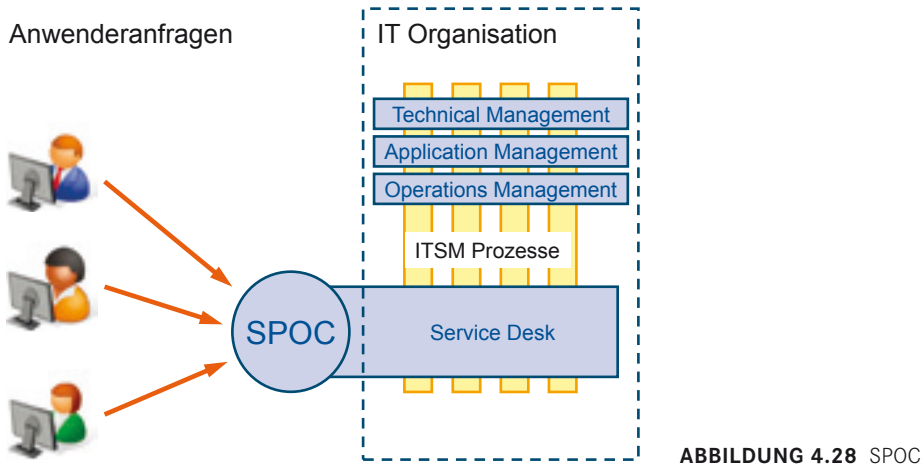 Anwenderanfragen
IT Organisation
Technical Management
Application Management
Operations Management
ITSM Prozesse
SPOC
Service Desk
ABBILDUNG 4.28 SPOC